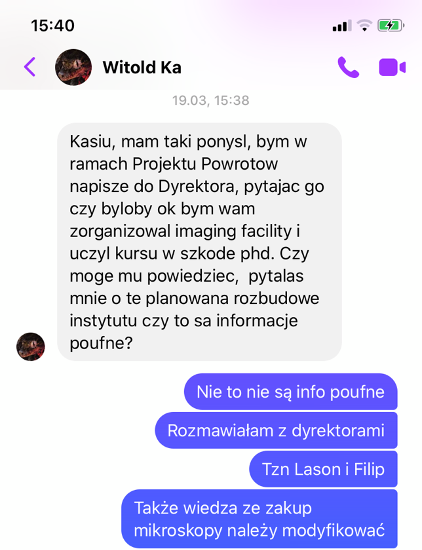 15:40
Witold Ka
19.03, 15:38
Kasiu, mam taki ponysl, bym w
ramach Projektu Powrotow
napisze do Dyrektora, pytajac go
czy byloby ok bym wam
zorganizowal imaging facility i
uczyl kursu w szkode phd. Czy
moge mu powiedziec,  pytalas
mnie o te planowana rozbudowe
instytutu czy to sa informacje
poufne?
Nie to nie są info poufne
Rozmawiałam z dyrektorami
Tzn Lason i Filip
Także wiedza ze zakup
mikroskopy należy modyfikować